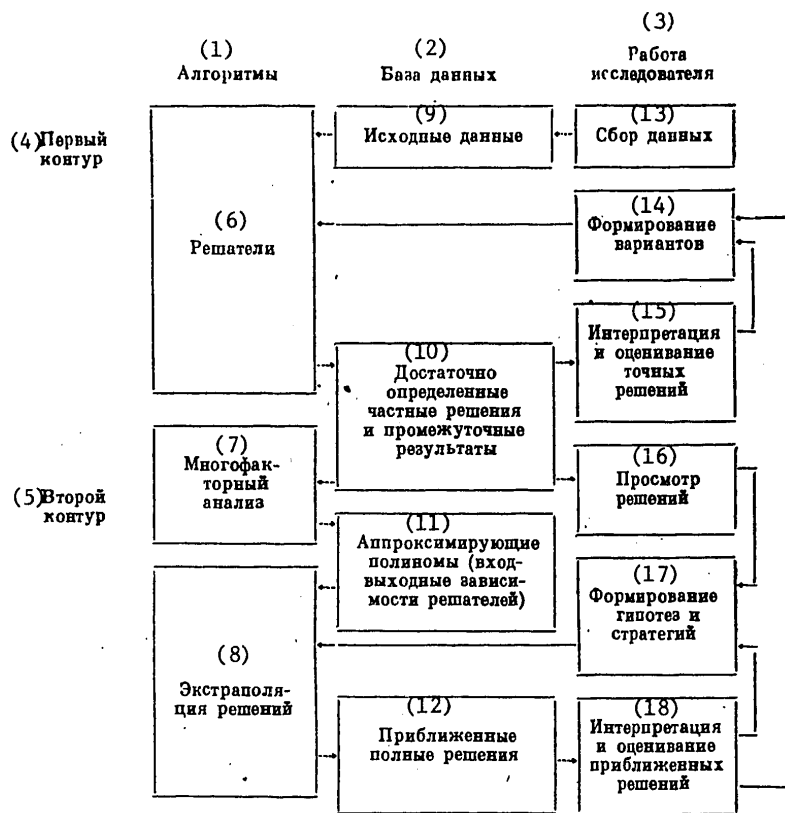 (1)
Алгоритмы
(2)
База данных
(3)
Работа
исследователя
(4) Первый
контур
(6)
Решатели
(9)
Исходные данные
(13)
Сбор данных
(14)
Формирование
вариантов
(15)
Интерпретация
и оценивание
точных
решений
(10)
Достаточно
определенные
частные решения
и промежуточные
результаты
(5) Второй
контур
(7)
Многофак-
торный
анализ
(16)
Просмотр
решений
(11)
Аппроксимирующие
полиномы (вход-
выходные зависи-
мости решателей)
(17)
Формирование
гипотез и
стратегий
(8)
Экстраполя-
ция решений
(12)
Приближенные
полные решения
(18)
Интерпретация
и оценивание
приближенных
решений